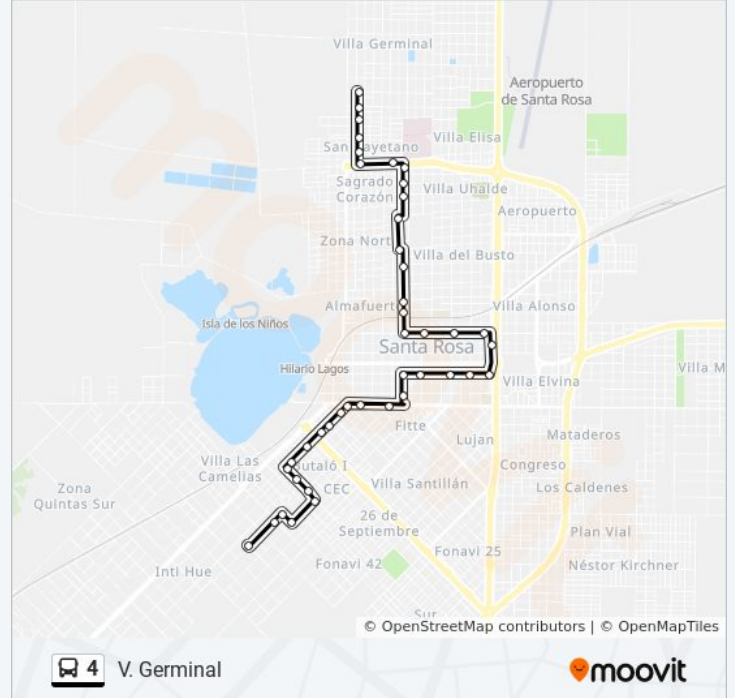 Villa Germinal
Aeropuerto
de Santa Rosa
Villa Elisa
San Cayetano
Sagrado
Corazón
Villa Uhalde
Aeropuerto
Zona Norte
Villa del Busto
Almafuerte
Villa Alonso
Isla de los Niños
Santa Rosa
Hilario Lagos
Villa M
Villa Elvina
Fitte
Lujan
Mataderos
Villa Las
Camelias
Butaló I
Congreso
Zona
Quintas Sur
CEC
Villa Santillán
Los Caldenes
26 de
Septiembre
Plan Vial
Fonavi 25
Inti Hue
Fonavi 42
Néstor Kirchner
Sur
© OpenStreetMap contributors | © OpenMapTiles
4 V. Germinal
moovit